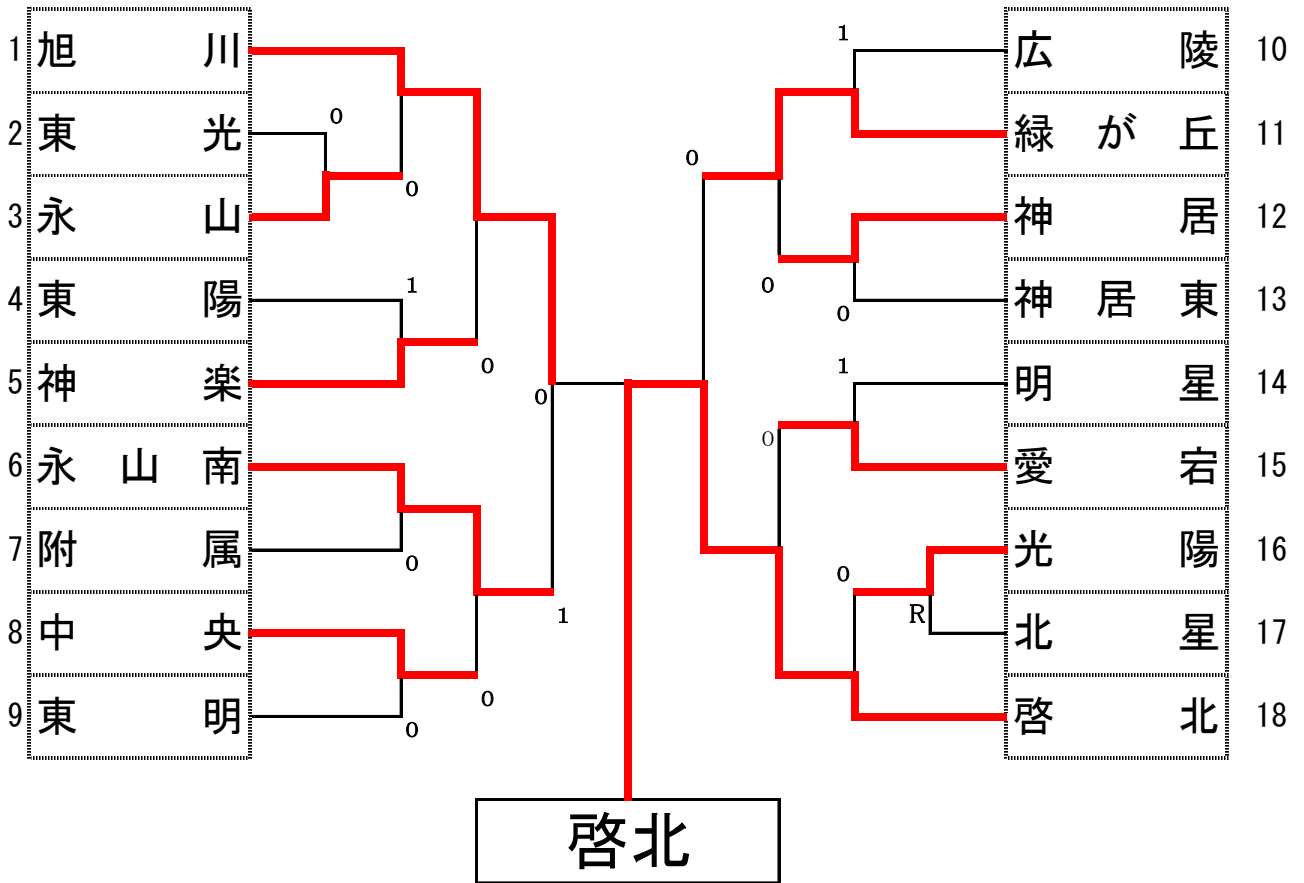 1 旭川
2 東光
3 永山
4 東陽
5 神楽
6 永山南
7 附属
8 中央
9 東明
0
0
1
0
0
0
1
0
0
広陵 10
緑が丘 11
神居 12
神居東 13
明星 14
愛宕 15
光陽 16
北星 17
啓北 18
1
0
0
0
1
0
0
R
啓北